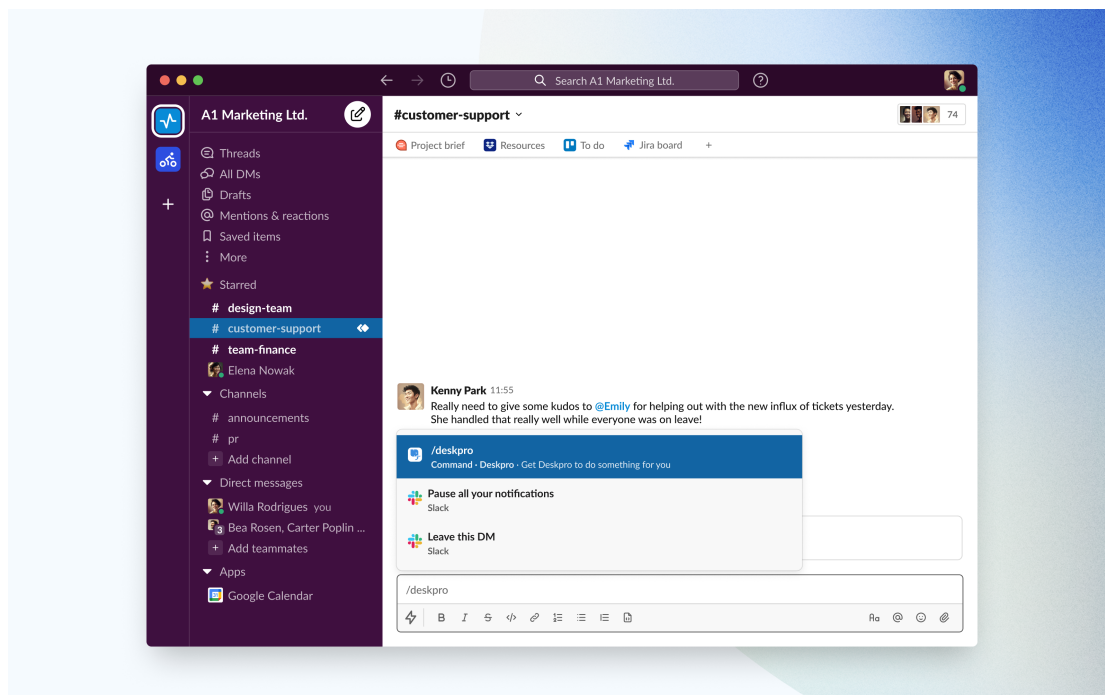 Search A1 Marketing Ltd.
A1 Marketing Ltd.
Threads
All DMs
Drafts
Mentions & reactions
Saved items
More
Starred
# design-team
# customer-support
# team-finance
Elena Nowak
Channels
# announcements
# pr
+ Add channel
Direct messages
Willa Rodrigues you
3 Bea Rosen, Carter Poplin ...
+ Add teammates
Apps
Google Calendar
#customer-support
74
Project brief Resources To do Jira board +
Kenny Park 11:55
Really need to give some kudos to @Emily for helping out with the new influx of tickets yesterday.
She handled that really well while everyone was on leave!
/deskpro
Command · Deskpro · Get Deskpro to do something for you
Pause all your notifications
Slack
Leave this DM
Slack
/deskpro
B I S </> Aa @